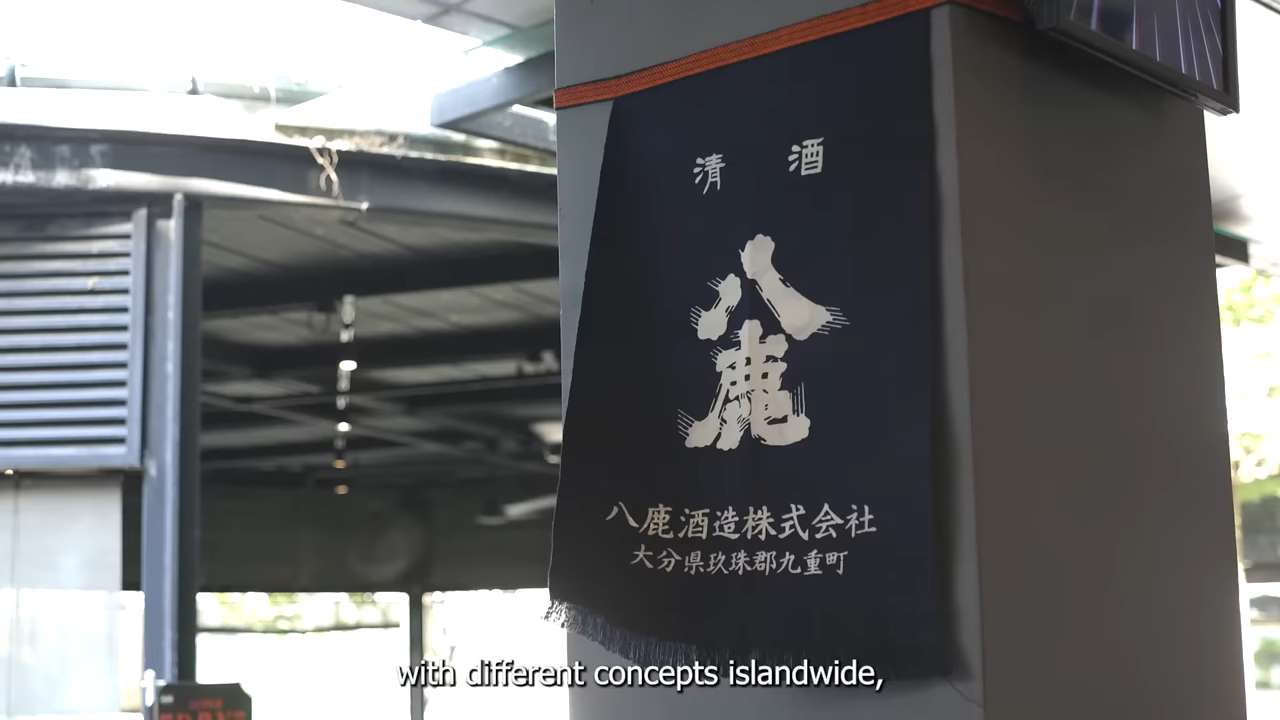 清 酒
八鹿
八鹿酒造株式会社
大分県玖珠郡九重町
with different concepts islandwide,